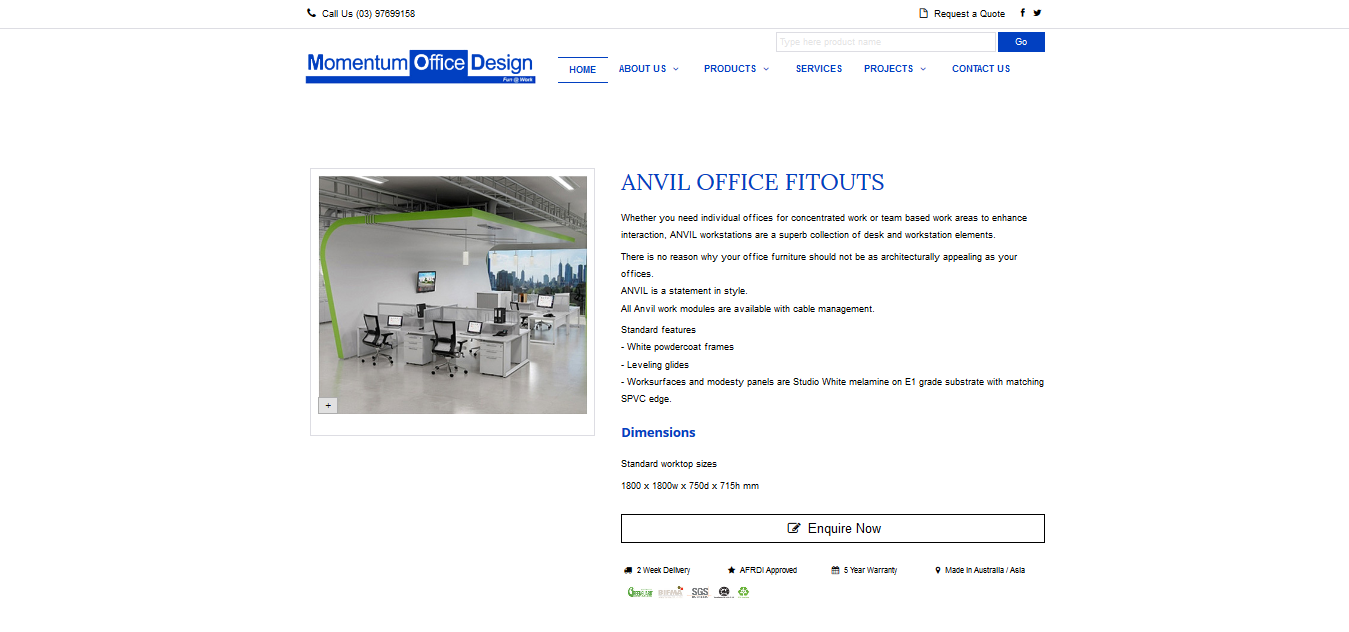 Call Us (03) 97699158
Request a Quote
Type here product name
Go
Momentum Office Design
Fun @ Work
HOME
ABOUT US
PRODUCTS
SERVICES
PROJECTS
CONTACT US
ANVIL OFFICE FITOUTS
Whether you need individual offices for concentrated work or team based work areas to enhance
interaction, ANVIL workstations are a superb collection of desk and workstation elements.
There is no reason why your office furniture should not be as architecturally appealing as your
offices.
ANVIL is a statement in style.
All Anvil work modules are available with cable management.
Standard features
- White powdercoat frames
- Leveling glides
- Worksurfaces and modesty panels are Studio White melamine on E1 grade substrate with matching
SPVC edge.
+
Dimensions
Standard worktop sizes
1800 x 1800w x 750d x 715h mm
Enquire Now
2 Week Delivery
AFRDI Approved
5 Year Warranty
Made in Australia / Asia
SGS